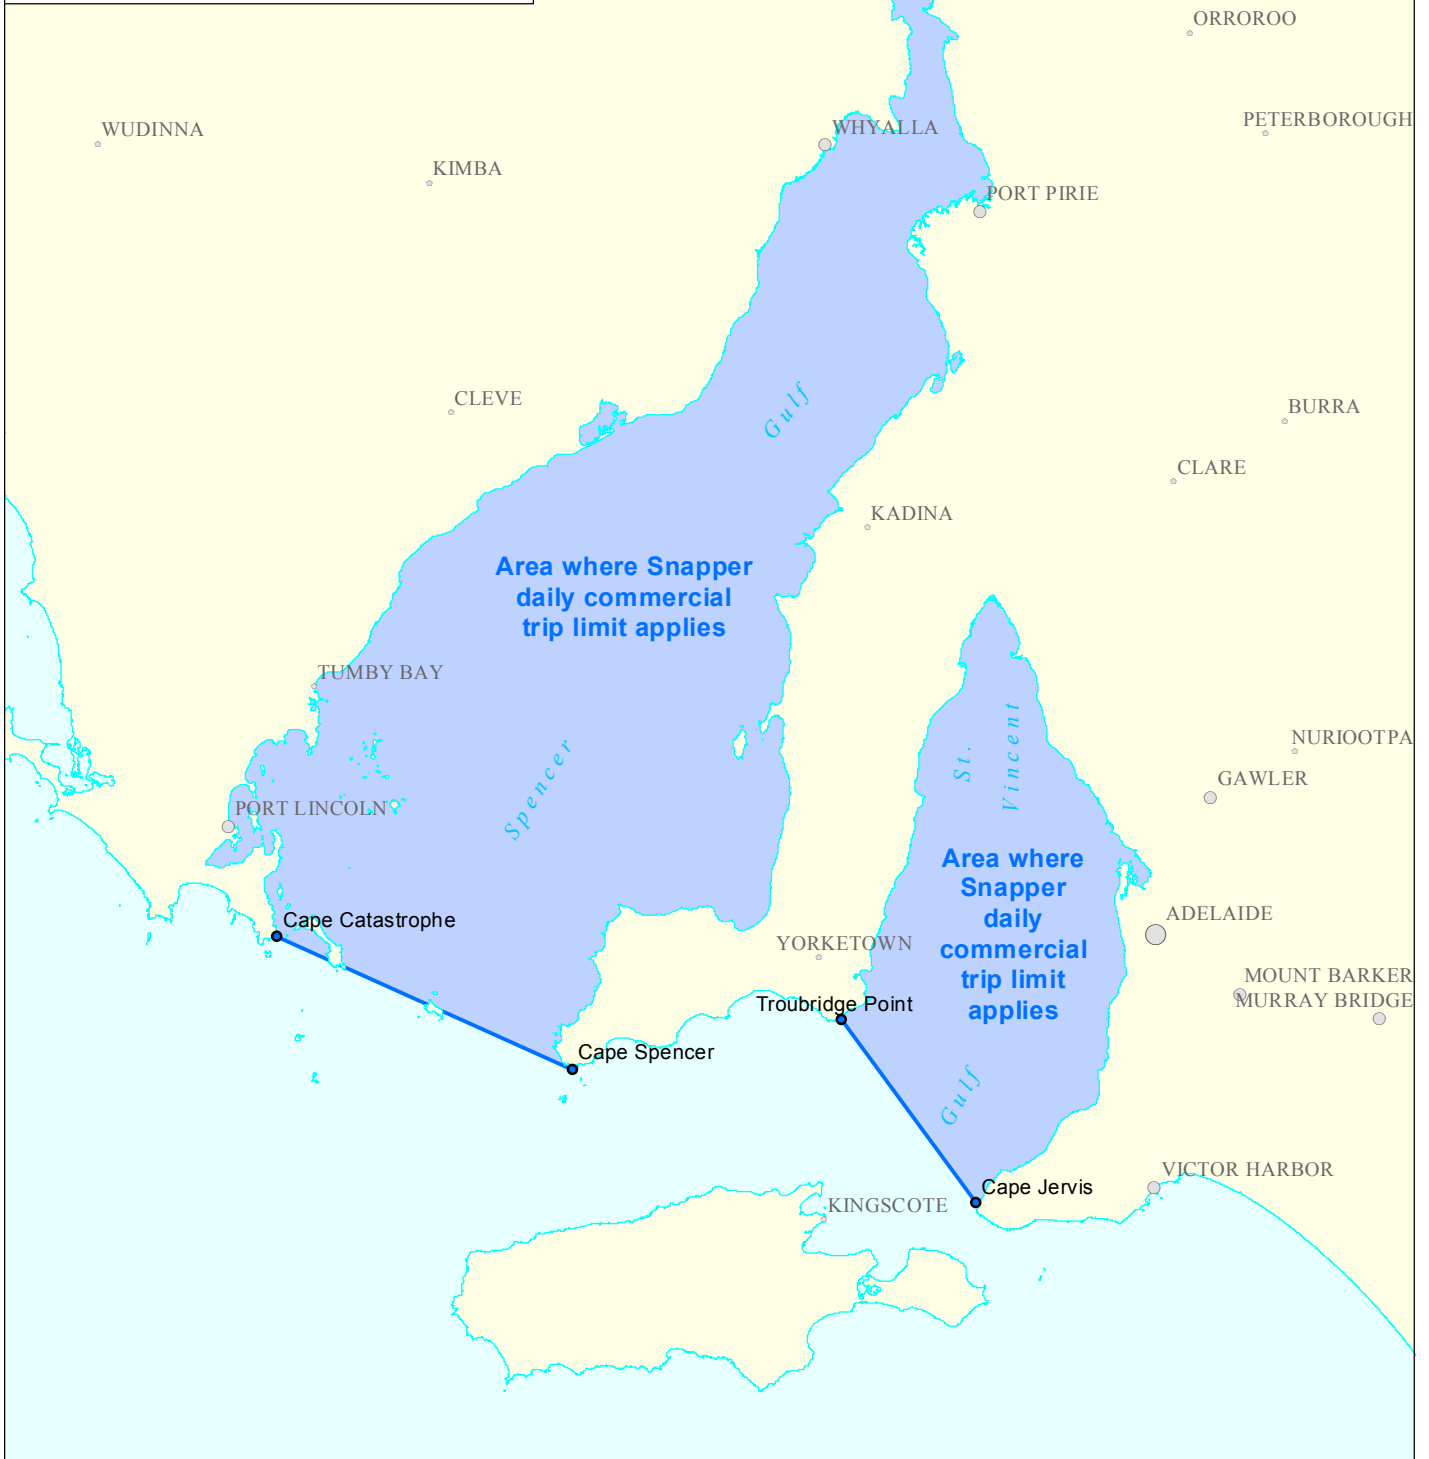 ORROROO
PETERBOROUGH
WUDINNA
WHYALLA
KIMBA
PORT PIRIE
CLEVE
Gulf
BURRA
CLARE
KADINA
Area where Snapper
daily commercial
trip limit applies
TUMBY BAY
Spencer
St.
Vincent
NURIOOTPA
GAWLER
PORT LINCOLN
Area where
Snapper
daily
commercial
trip limit
applies
Cape Catastrophe
ADELAIDE
YORKETOWN
MOUNT BARKER
MURRAY BRIDGE
Troubridge Point
Cape Spencer
Gulf
VICTOR HARBOR
Cape Jervis
KINGSCOTE